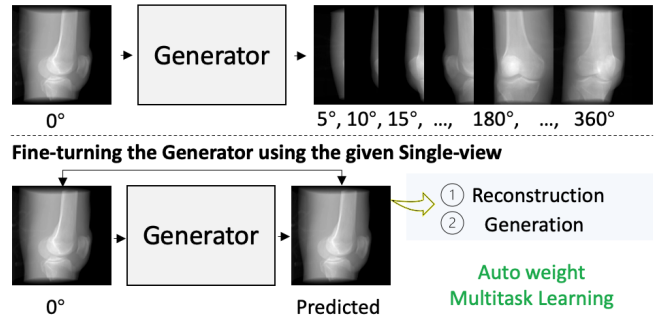 Generator
0°
5°, 10°, 15°, ..., 180°, ..., 360°
Fine-turning the Generator using the given Single-view
Generator
0°
Predicted
1 Reconstruction
2 Generation
Auto weight
Multitask Learning